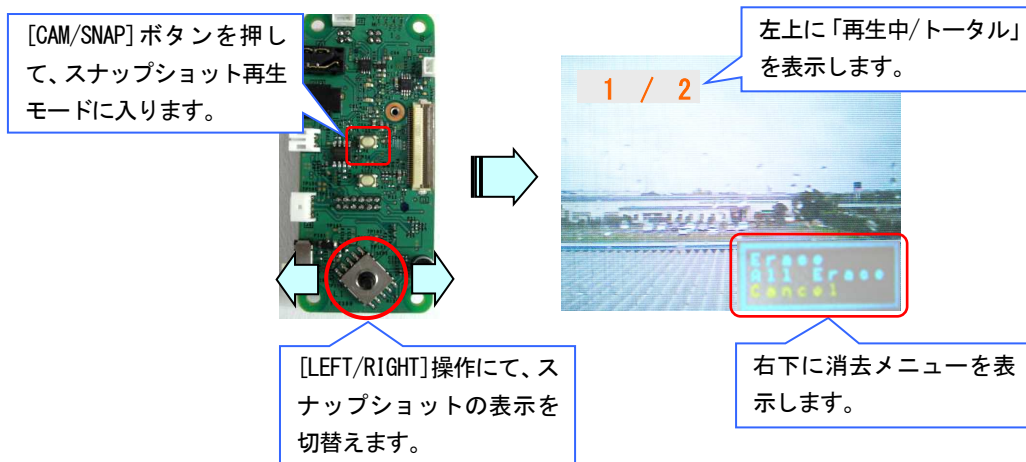 [CAM/SNAP]ボタンを押し
て、スナップショット再生
モードに入ります。
左上に「再生中/トータル」
を表示します。
1 / 2
Erase
All Erase
Cancel
[LEFT/RIGHT]操作にて、ス
ナップショットの表示を
切替えます。
右下に消去メニューを表
示します。